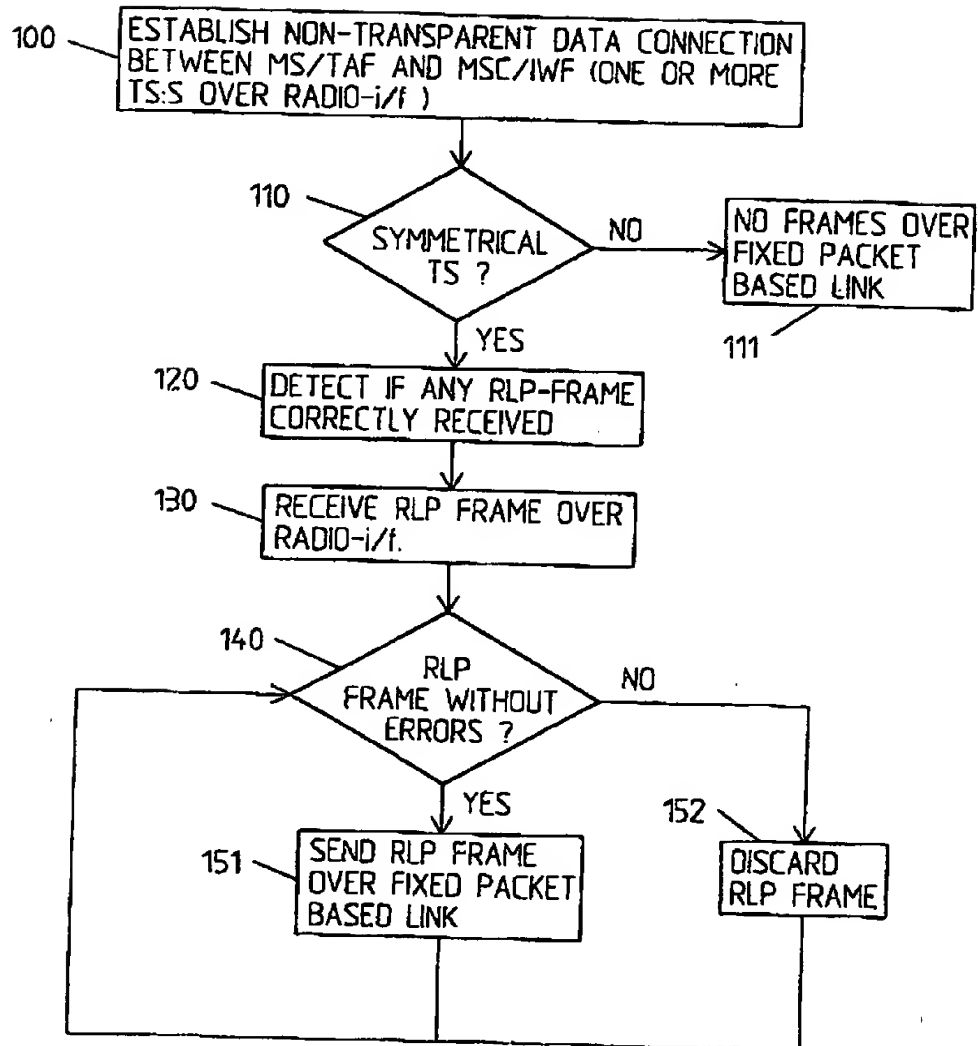 100
ESTABLISH NON-TRANSPARENT DATA CONNECTION
BETWEEN MS/TAF AND MSC/IWF (ONE OR MORE
TS:S OVER RADIO-i/f )
110
SYMMETRICAL
TS ?
NO
NO FRAMES OVER
FIXED PACKET
BASED LINK
111
YES
120
DETECT IF ANY RLP-FRAME
CORRECTLY RECEIVED
130
RECEIVE RLP FRAME OVER
RADIO-i/f.
140
RLP
FRAME WITHOUT
ERRORS ?
NO
YES
151
SEND RLP FRAME
OVER FIXED PACKET
BASED LINK
152
DISCARD
RLP FRAME